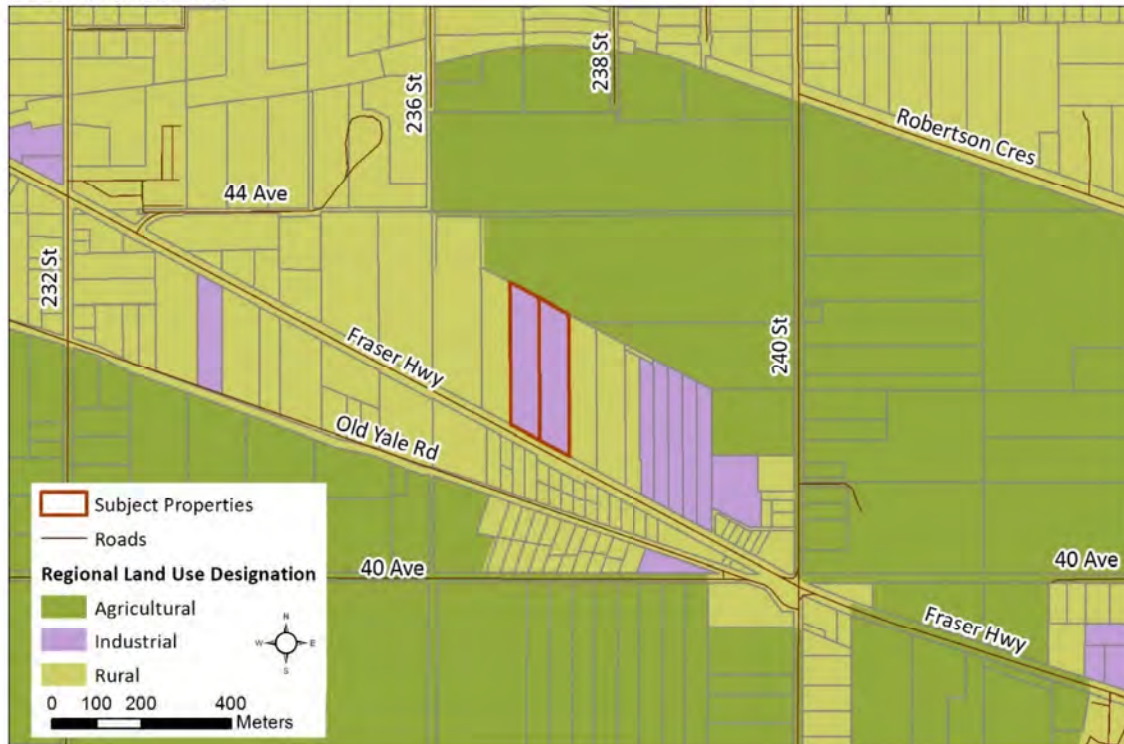 236 St
238 St
Robertson Cres
44 Ave
232 St
Fraser Hwy
240 St
Old Yale Rd
Subject Properties
Roads
Regional Land Use Designation
Agricultural
Industrial
Rural
N
W E
S
0 100 200 400
Meters
40 Ave
40 Ave
Fraser Hwy